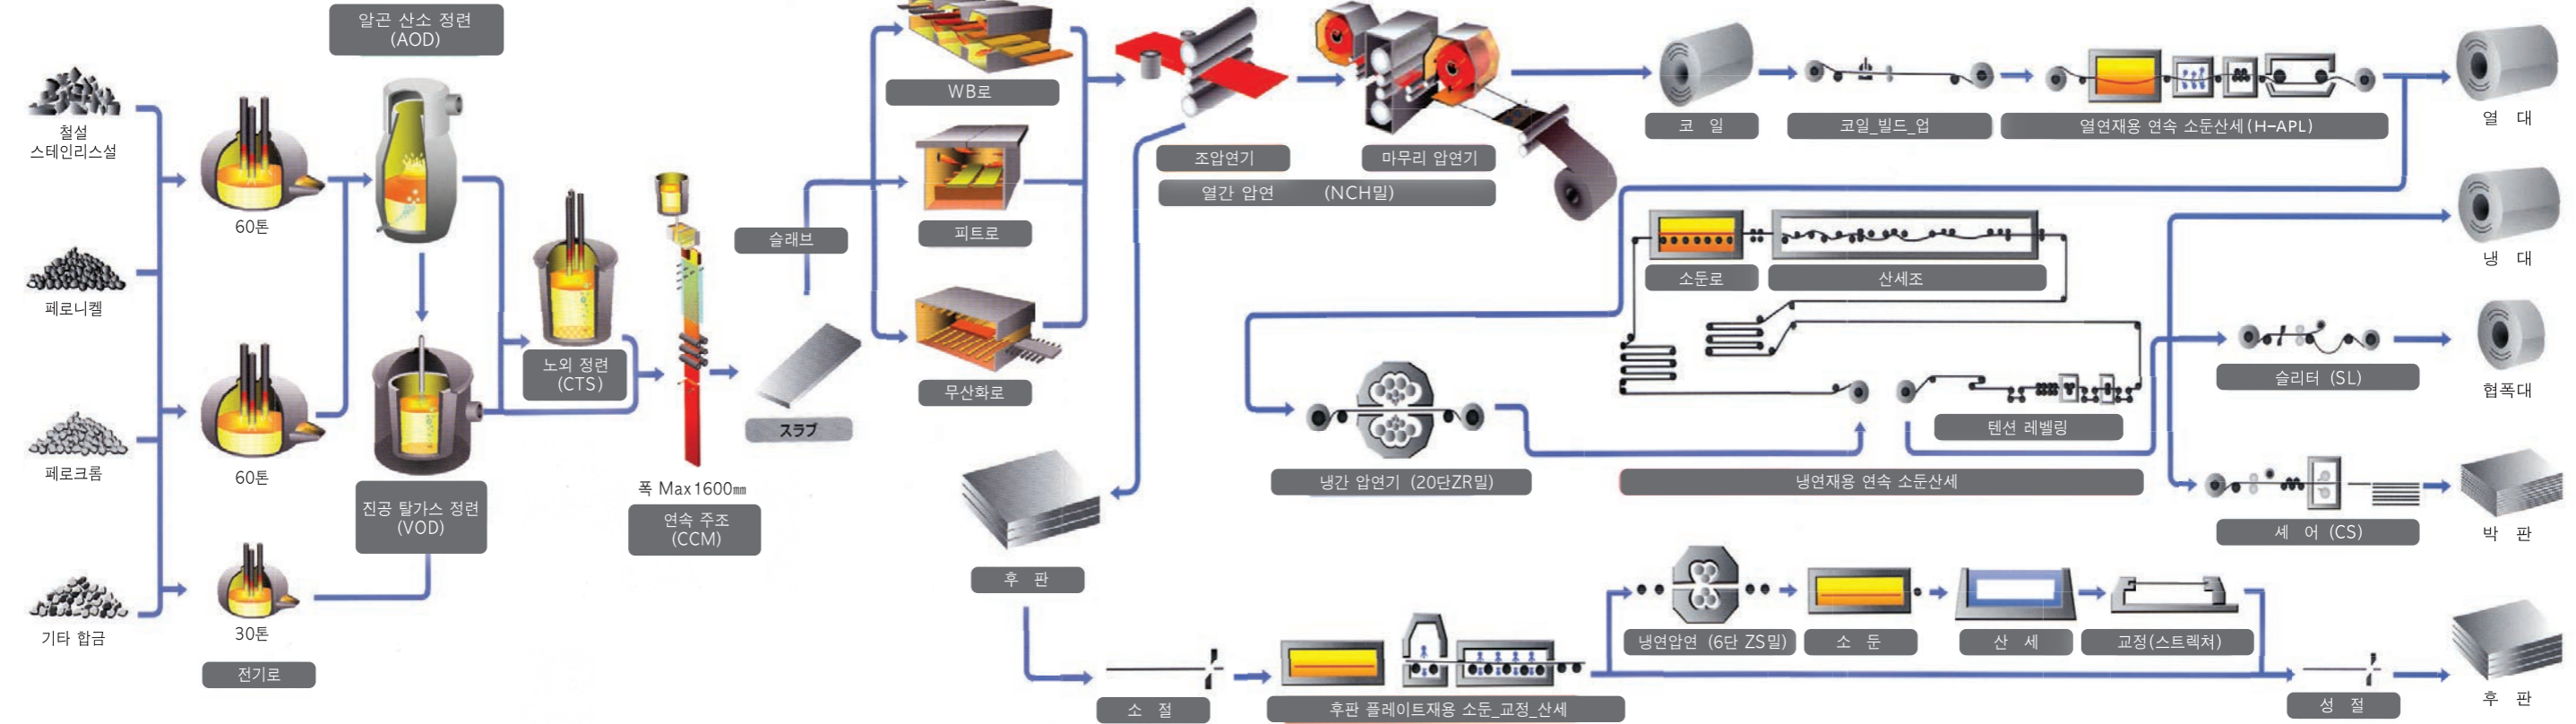 알곤 산소 정련
(AOD)
철설
스테인리스설
페로니켈
페로크롬
기타 합금
60톤
60톤
30톤
전기로
진공 탈가스 정련
(VOD)
노외 정련
(CTS)
폭 Max1600㎜
연속 주조
(CCM)
슬래브
スラブ
WB로
피트로
무산화로
조압연기
마무리 압연기
열간 압연 (NCH밀)
코 일
코일_빌드_업
열연재용 연속 소둔산세(H-APL)
열 대
소둔로
산세조
냉 대
텐션 레벨링
냉간 압연기 (20단ZR밀)
냉연재용 연속 소둔산세
슬리터 (SL)
협폭대
셰 어 (CS)
박 판
후 판
소 절
후판 플레이트재용 소둔_교정_산세
냉연압연 (6단 ZS밀)
소 둔
산 세
교정(스트렉쳐)
성 절
후 판